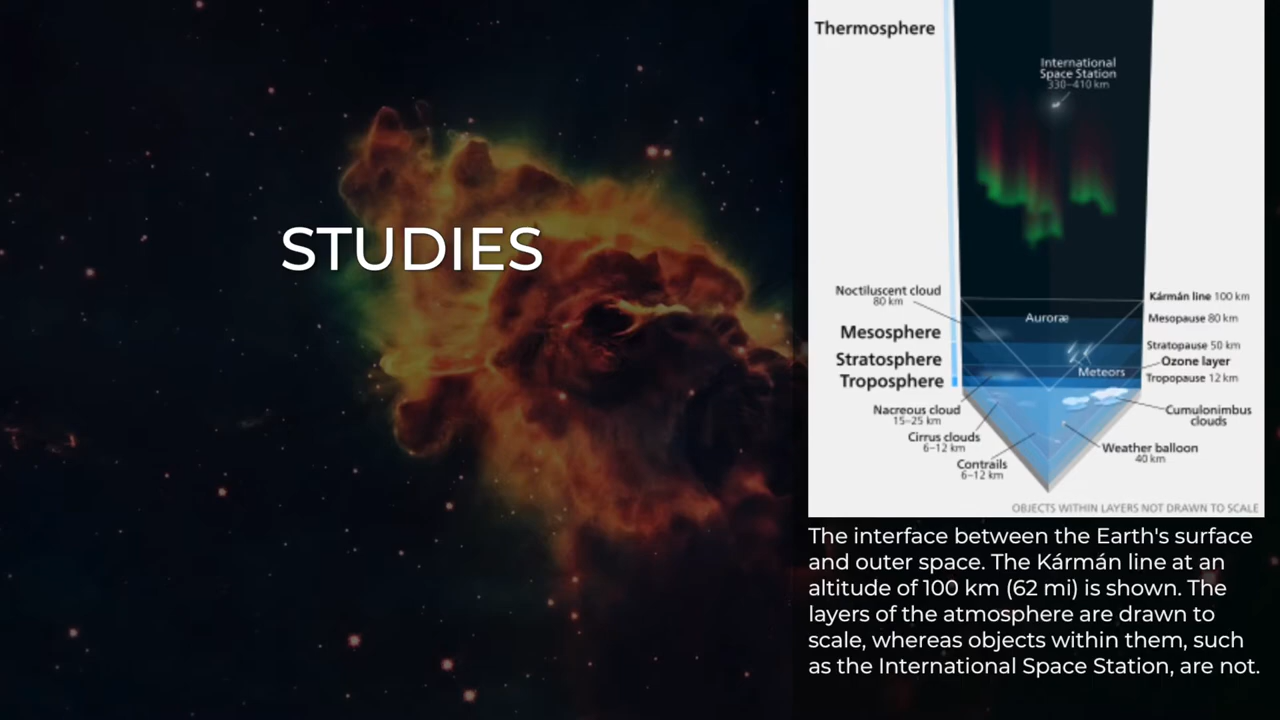 STUDIES
Thermosphere
International
Space Station
330–410 km
Noctiluscent cloud
80 km
Kármán line 100 km
Auroræ
Mesopause 80 km
Mesosphere
Stratopause 50 km
Stratosphere
Ozone layer
Meteors
Troposphere
Tropopause 12 km
Nacreous cloud
15–25 km
Cumulonimbus
clouds
Cirrus clouds
6–12 km
Weather balloon
40 km
Contrails
6–12 km
OBJECTS WITHIN LAYERS NOT DRAWN TO SCALE
The interface between the Earth's surface
and outer space. The Kármán line at an
altitude of 100 km (62 mi) is shown. The
layers of the atmosphere are drawn to
scale, whereas objects within them, such
as the International Space Station, are not.